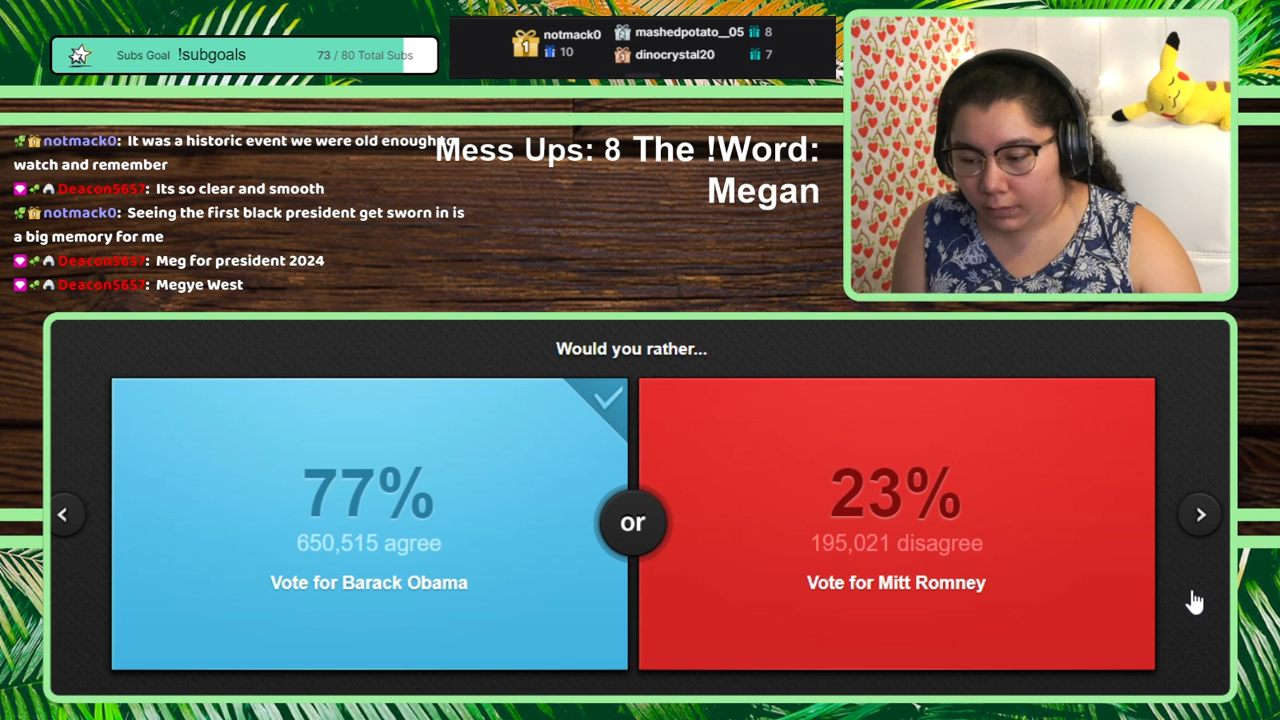 Subs Goal !subgoals 73 / 80 Total Subs
1 notmack0 10
2 mashedpotato__05 8
3 dinocrystal20 7
notmack0: It was a historic event we were old enough to
watch and remember
Deacon5657: Its so clear and smooth
notmack0: Seeing the first black president get sworn in is
a big memory for me
Deacon5657: Meg for president 2024
Deacon5657: Megye West
Mess Ups: 8 The !Word:
Megan
Would you rather...
77%
650,515 agree
Vote for Barack Obama
or
23%
195,021 disagree
Vote for Mitt Romney